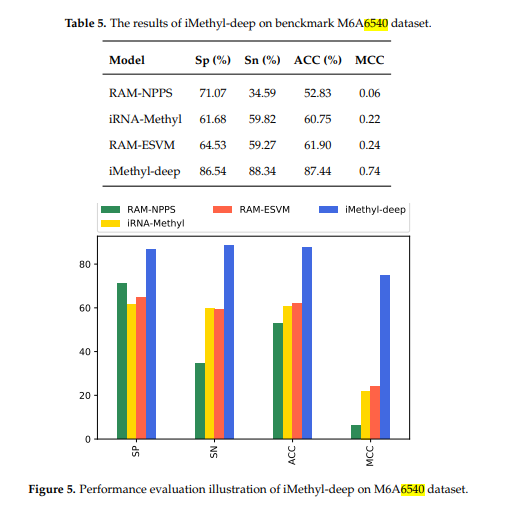 Table 5. The results of iMethyl-deep on benckmark M6A6540 dataset.
Model Sp (%) Sn (%) ACC (%) MCC
RAM-NPPS 71.07 34.59 52.83 0.06
iRNA-Methyl 61.68 59.82 60.75 0.22
RAM-ESVM 64.53 59.27 61.90 0.24
iMethyl-deep 86.54 88.34 87.44 0.74
RAM-NPPS RAM-ESVM iMethyl-deep
iRNA-Methyl
80
60
40
20
0
SP SN ACC MCC
Figure 5. Performance evaluation illustration of iMethyl-deep on M6A6540 dataset.